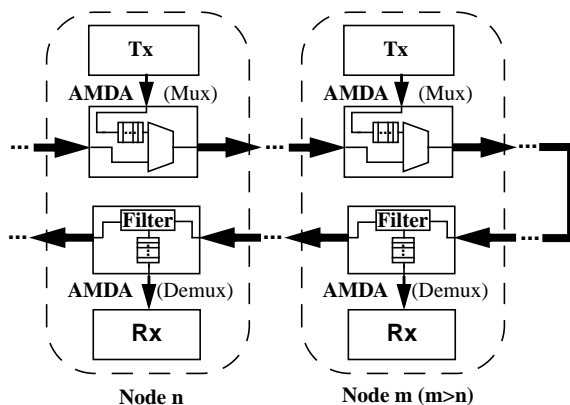 Tx
Tx
AMDA (Mux)
AMDA (Mux)
... ... ...
Filter
Filter
... ... ...
AMDA (Demux)
AMDA (Demux)
Rx
Rx
Node n
Node m (m>n)